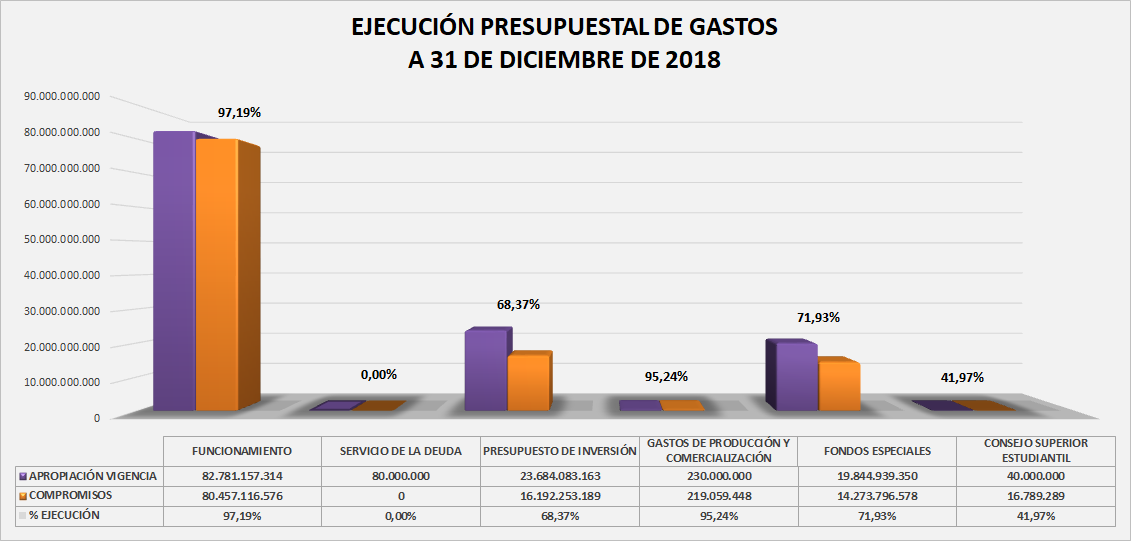 EJECUCIÓN PRESUPUESTAL DE GASTOS
A 31 DE DICIEMBRE DE 2018
90.000.000.000
80.000.000.000
70.000.000.000
60.000.000.000
50.000.000.000
40.000.000.000
30.000.000.000
20.000.000.000
10.000.000.000
0
97,19%
0,00%
68,37%
95,24%
71,93%
41,97%
FUNCIONAMIENTO SERVICIO DE LA DEUDA PRESUPUESTO DE INVERSIÓN GASTOS DE PRODUCCIÓN Y COMERCIALIZACIÓN FONDOS ESPECIALES CONSEJO SUPERIOR ESTUDIANTIL
APROPIACIÓN VIGENCIA 82.781.157.314 80.000.000 23.684.083.163 230.000.000 19.844.939.350 40.000.000
COMPROMISOS 80.457.116.576 0 16.192.253.189 219.059.448 14.273.796.578 16.789.289
% EJECUCIÓN 97,19% 0,00% 68,37% 95,24% 71,93% 41,97%